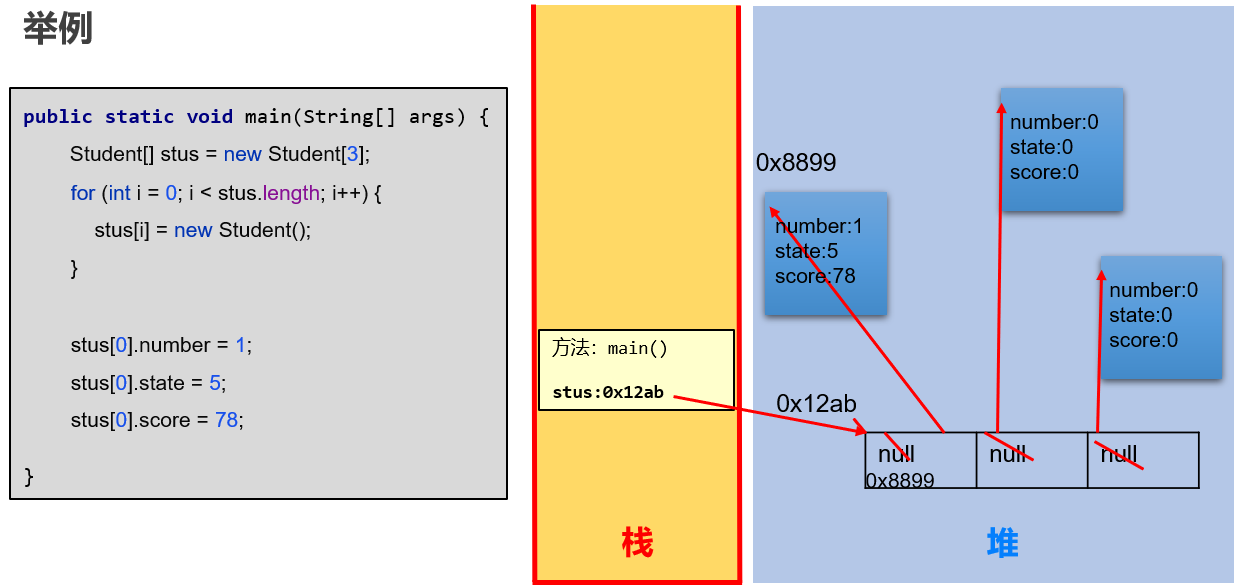 举例
public static void main(String[] args) {
Student[] stus = new Student[3];
for (int i = 0; i < stus.length; i++) {
stus[i] = new Student();
}
stus[0].number = 1;
stus[0].state = 5;
stus[0].score = 78;
}
方法：main()
stus:0x12ab
栈
0x8899
number:1
state:5
score:78
number:0
state:0
score:0
number:0
state:0
score:0
0x12ab
null
0x8899
null
null
堆